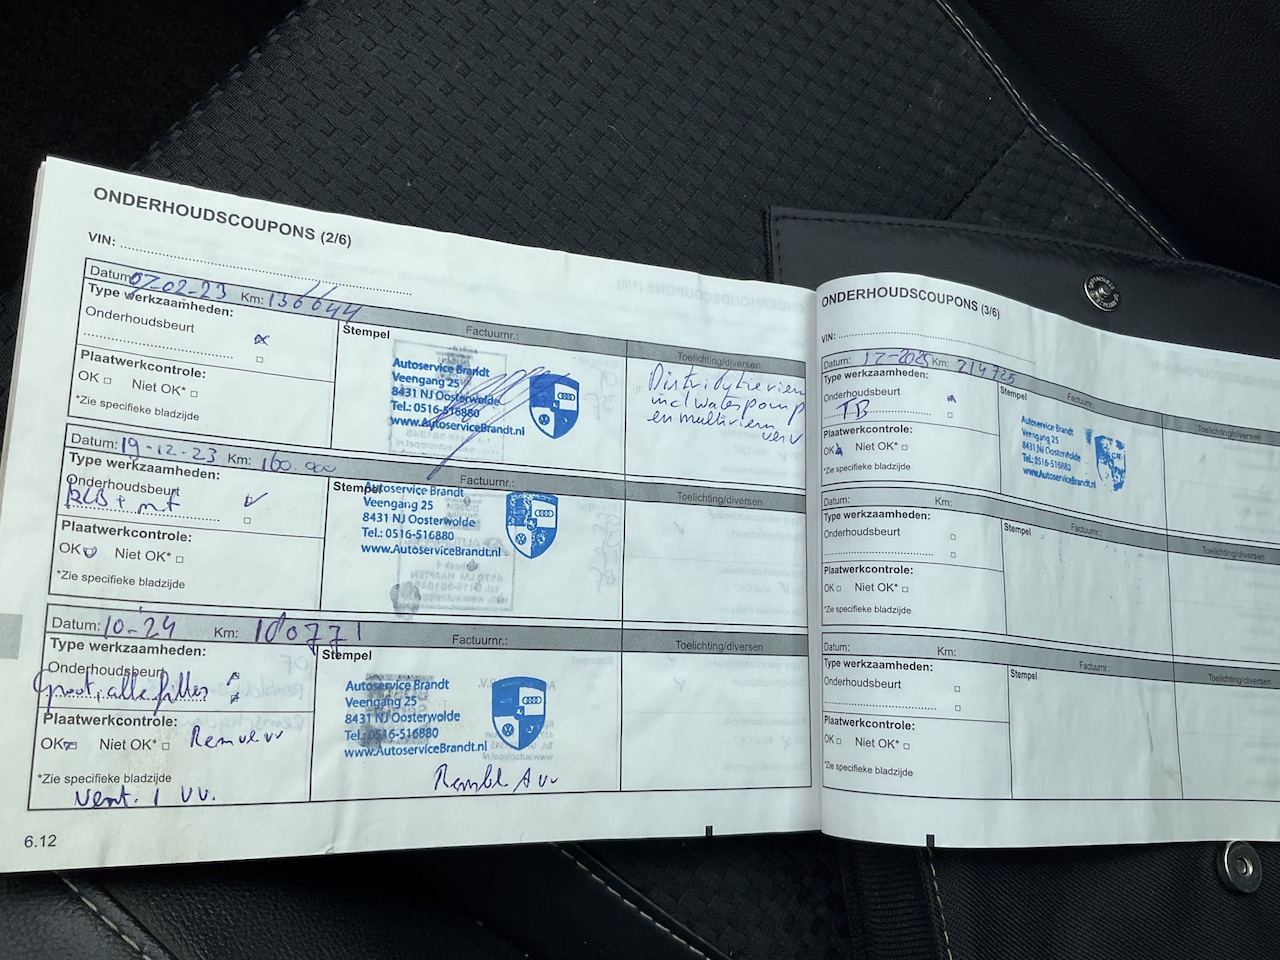 ONDERHOUDSCOUPONS (2/6)
VIN:
Datum: 07-02-23 Km: 136644
Type werkzaamheden:
Onderhoudsbeurt
Plaatwerkcontrole:
OK Niet OK*
*Zie specifieke bladzijde
Stempel
Factuurnr.:
Autoservice Brandt
Veengang 25
8431 NJ Oosterwolde
Tel.: 0516-516880
www.AutoserviceBrandt.nl
Toelichting/diversen
incl waterpomp
en multiriem
Datum: 19-12-23 Km: 160.000
Type werkzaamheden:
Onderhoudsbeurt
Plaatwerkcontrole:
OK Niet OK*
*Zie specifieke bladzijde
Stempel
Factuurnr.:
Autoservice Brandt
Veengang 25
8431 NJ Oosterwolde
Tel.: 0516-516880
www.AutoserviceBrandt.nl
Toelichting/diversen
Datum: 10-24 Km: 180771
Type werkzaamheden:
Onderhoudsbeurt
Groot, alle filters
Plaatwerkcontrole:
OK Niet OK*
*Zie specifieke bladzijde
Stempel
Factuurnr.:
Autoservice Brandt
Veengang 25
8431 NJ Oosterwolde
Tel.: 0516-516880
www.AutoserviceBrandt.nl
Toelichting/diversen
6.12
ONDERHOUDSCOUPONS (3/6)
VIN:
Datum: 12-2025 Km: 214725
Type werkzaamheden:
Onderhoudsbeurt
TB
Plaatwerkcontrole:
OK Niet OK*
*Zie specifieke bladzijde
Stempel
Factuurnr.:
Autoservice Brandt
Veengang 25
8431 NJ Oosterwolde
Tel.: 0516-516880
www.AutoserviceBrandt.nl
Toelichting/diversen
Datum: Km:
Type werkzaamheden:
Onderhoudsbeurt
Plaatwerkcontrole:
OK Niet OK*
*Zie specifieke bladzijde
Stempel
Factuurnr.:
Toelichting/diversen
Datum: Km:
Type werkzaamheden:
Onderhoudsbeurt
Plaatwerkcontrole:
OK Niet OK*
*Zie specifieke bladzijde
Stempel
Factuurnr.:
Toelichting/diversen